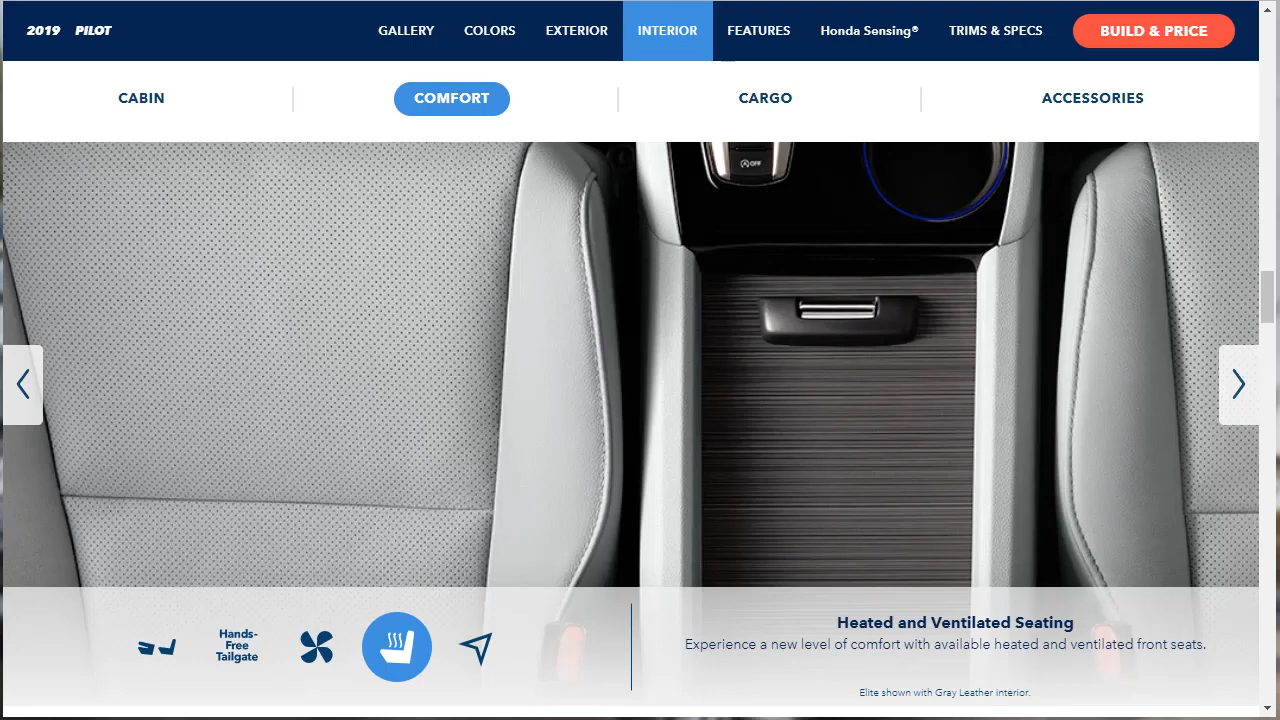 2019 PILOT
GALLERY
COLORS
EXTERIOR
INTERIOR
FEATURES
Honda Sensing®
TRIMS & SPECS
BUILD & PRICE
CABIN
COMFORT
CARGO
ACCESSORIES
OFF
Hands-
Free
Tailgate
Heated and Ventilated Seating
Experience a new level of comfort with available heated and ventilated front seats.
Elite shown with Gray Leather interior.